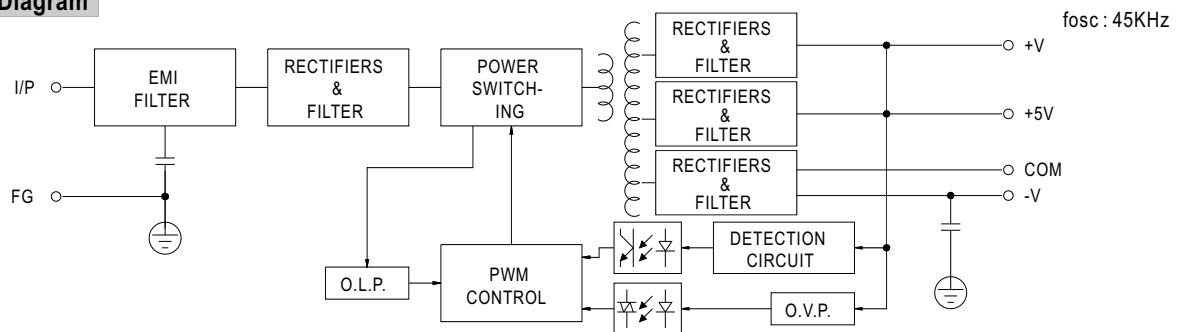 Diagram
fosc : 45KHz
I/P
EMI
FILTER
RECTIFIERS
&
FILTER
POWER
SWITCH-
ING
RECTIFIERS
&
FILTER
+V
RECTIFIERS
&
FILTER
+5V
RECTIFIERS
&
FILTER
COM
-V
FG
DETECTION
CIRCUIT
O.L.P.
PWM
CONTROL
O.V.P.